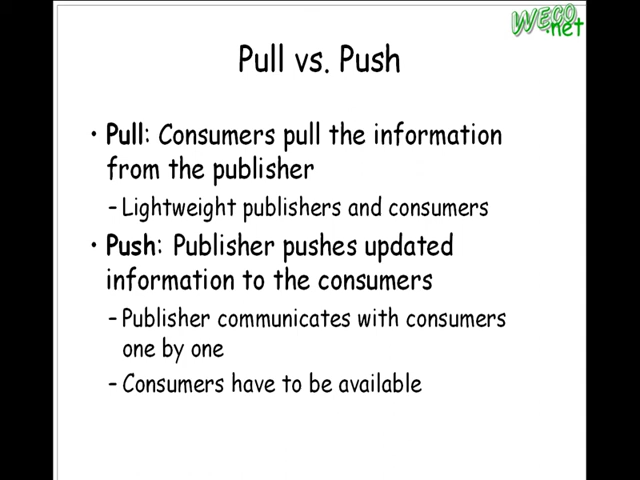 WECO
.net
Pull vs. Push
• Pull: Consumers pull the information
from the publisher
– Lightweight publishers and consumers
• Push: Publisher pushes updated
information to the consumers
– Publisher communicates with consumers
one by one
– Consumers have to be available